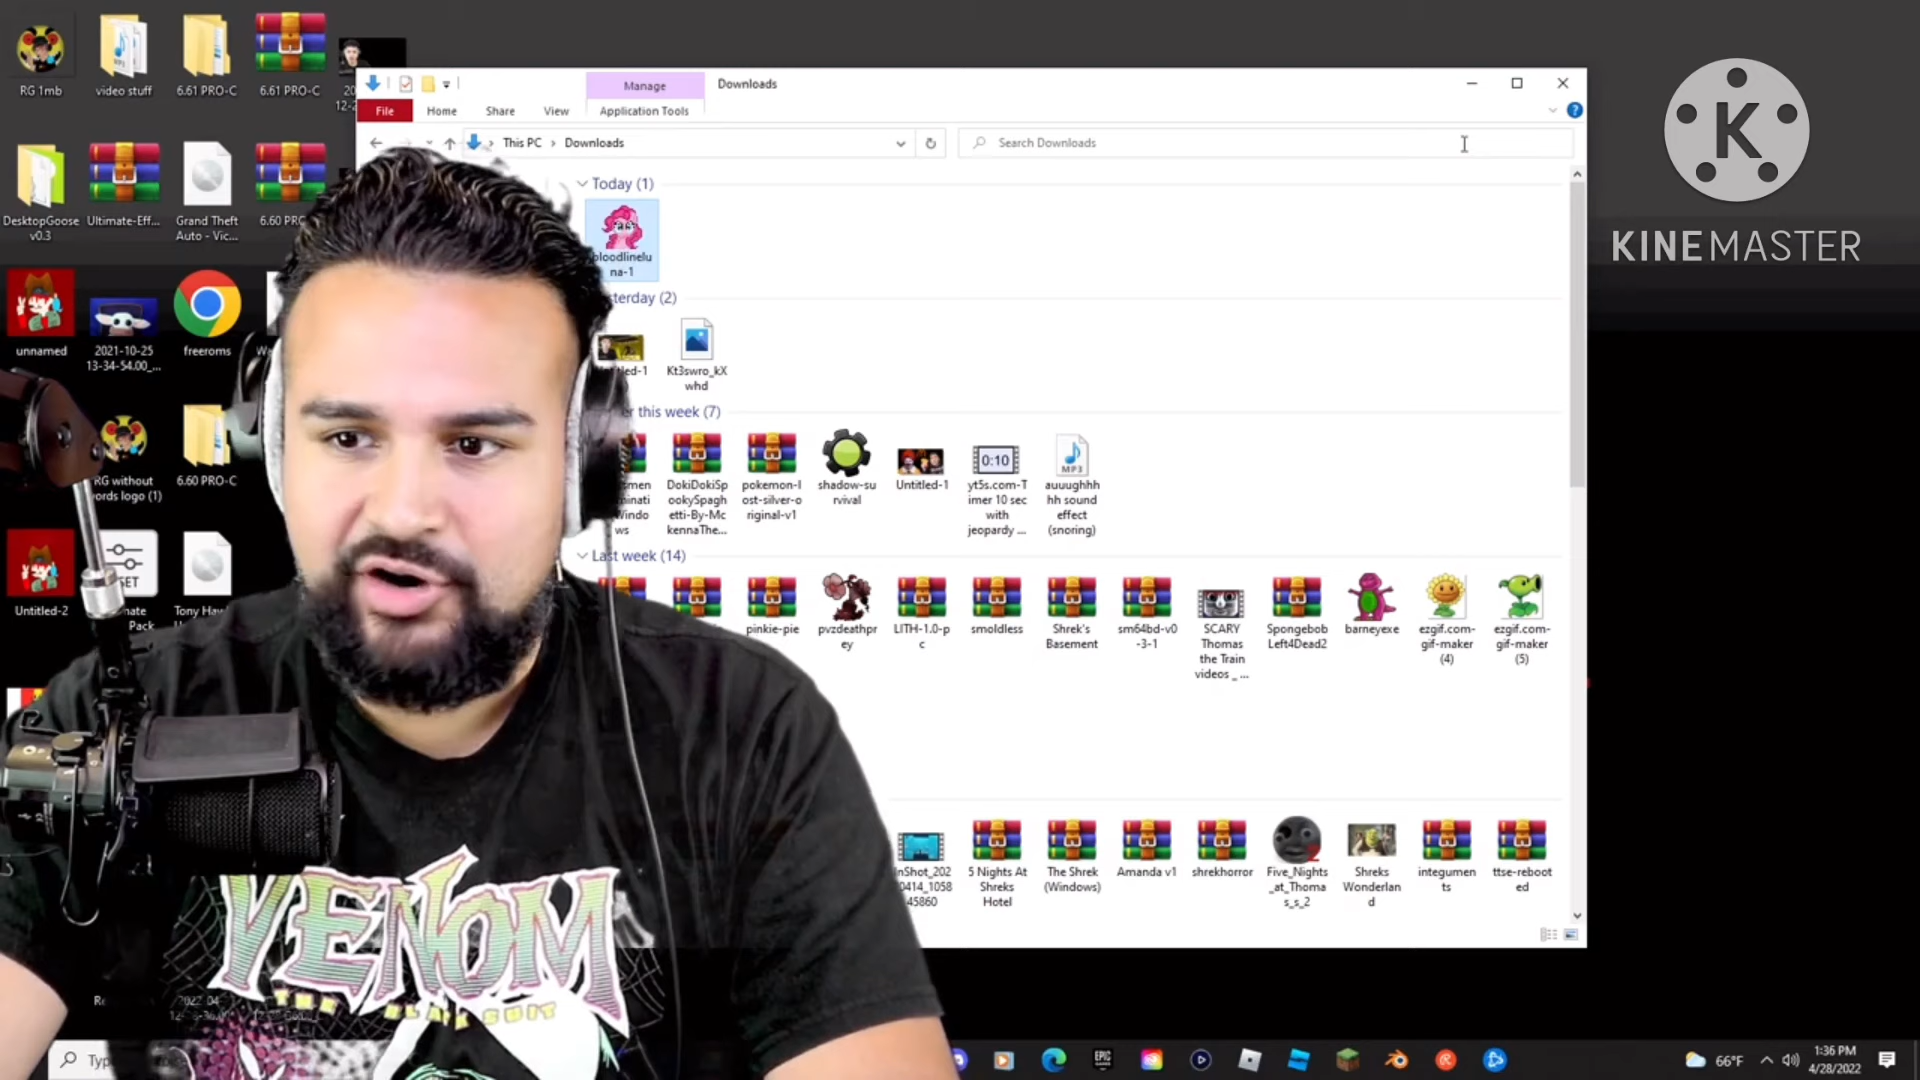 RG 1mb
video stuff
6.61 PRO-C
6.61 PRO-C
Manage
Downloads
File
Home
Share
View
Application Tools
This PC
Downloads
Search Downloads
KINEMASTER
Today (1)
DesktopGoose
v0.3
Ultimate-Eff...
Grand Theft
Auto - Vic...
bloodlinelu
na-1
unnamed
2021-10-25
13-34-54.00_...
freeroms
Kt3swro_kX
whd
this week (7)
RG without
words logo (1)
6.60 PRO-C
DokiDokiSp
ookySpagh
etti-By-Mc
kennaThe...
pokemon-l
ost-silver-o
riginal-v1
shadow-su
rvival
Untitled-1
0:10
yt5s.com-T
imer 10 sec
with
jeopardy ...
MP3
auuughhh
hh sound
effect
(snoring)
Last week (14)
Untitled-2
Pack
pinkie-pie
pvzdeathpr
ey
LITH-1.0-p
c
smoldless
Shrek's
Basement
sm64bd-v0
-3-1
SCARY
Thomas
the Train
videos _ ...
Spongebob
Left4Dead2
barneyexe
ezgif.com-
gif-maker
(4)
ezgif.com-
gif-maker
(5)
5 Nights At
Shreks
Hotel
The Shrek
(Windows)
Amanda v1
shrekhorror
Five_Nights
_at_Thoma
s_s_2
Shreks
Wonderlan
d
integumen
ts
ttse-reboot
ed
VENOM
THE BLACK SUIT
EPIC
66°F
1:36 PM
4/28/2022